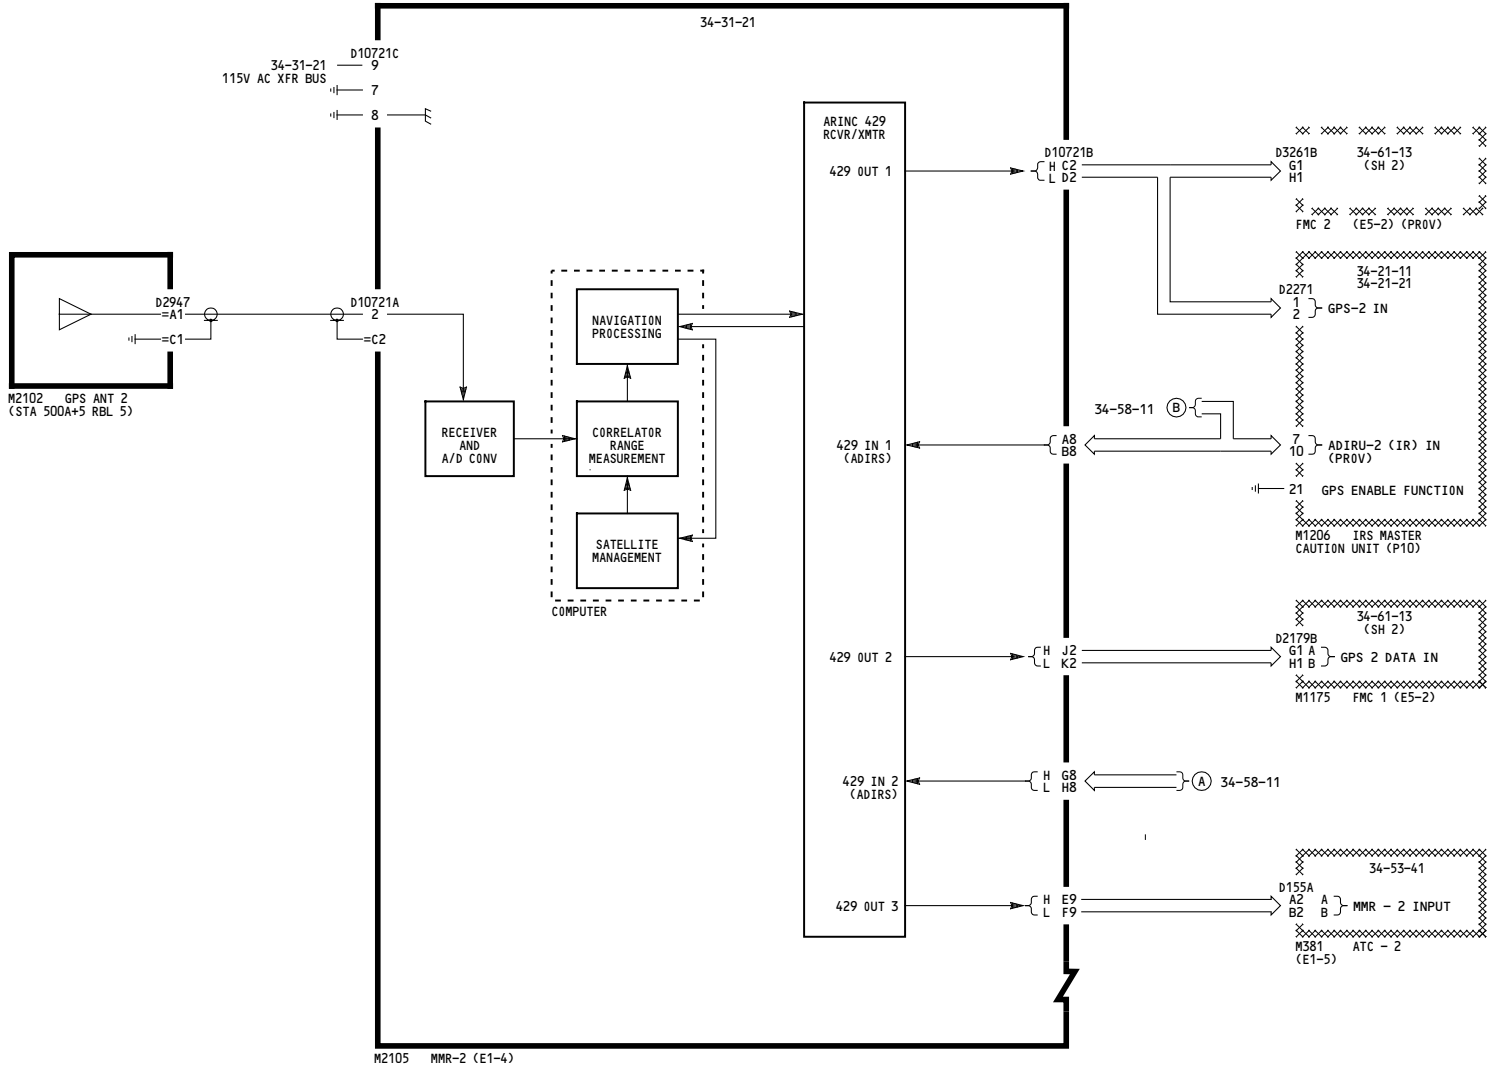 34-31-21
D10721C
34-31-21 9
115V AC XFR BUS
7
8
ARINC 429
RCVR/XMTR
429 OUT 1
D10721B
H C2
L D2
D3261B
G1
H1
34-61-13
(SH 2)
FMC 2 (E5-2) (PROV)
34-21-11
34-21-21
D2271
1
2
GPS-2 IN
D2947
=A1
=C1
M2102 GPS ANT 2
(STA 500A+5 RBL 5)
D10721A
2
=C2
NAVIGATION
PROCESSING
RECEIVER
AND
A/D CONV
CORRELATOR
RANGE
MEASUREMENT
SATELLITE
MANAGEMENT
COMPUTER
34-58-11 B
429 IN 1
(ADIRS)
A8
B8
7
10
ADIRU-2 (IR) IN
(PROV)
21 GPS ENABLE FUNCTION
M1206 IRS MASTER
CAUTION UNIT (P10)
34-61-13
(SH 2)
429 OUT 2
H J2
L K2
D2179B
G1 A
H1 B
GPS 2 DATA IN
M1175 FMC 1 (E5-2)
429 IN 2
(ADIRS)
H G8
L H8
A 34-58-11
34-53-41
429 OUT 3
H E9
L F9
D155A
A2 A
B2 B
MMR - 2 INPUT
M381 ATC - 2
(E1-5)
M2105 MMR-2 (E1-4)